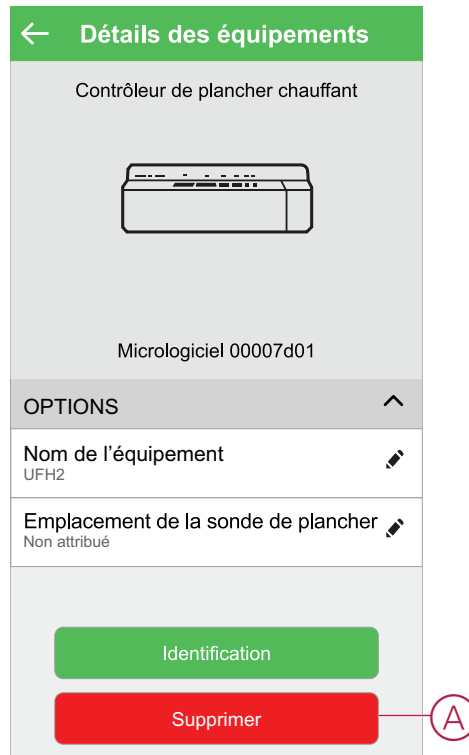 Détails des équipements
Contrôleur de plancher chauffant
Micrologiciel 00007d01
OPTIONS
Nom de l’équipement
UFH2
Emplacement de la sonde de plancher
Non attribué
Identification
Supprimer
A